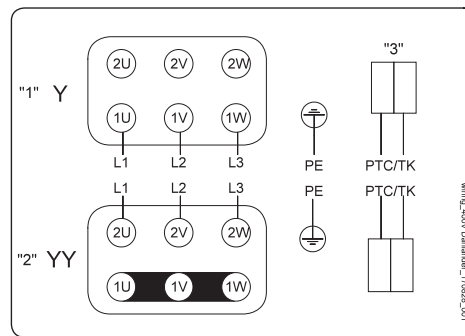 "3"
2U 2V 2W
"1" Y
1U 1V 1W
L1 L2 L3 PE PTC/TK
L1 L2 L3 PE PTC/TK
2U 2V 2W
"2" YY
1U 1V 1W